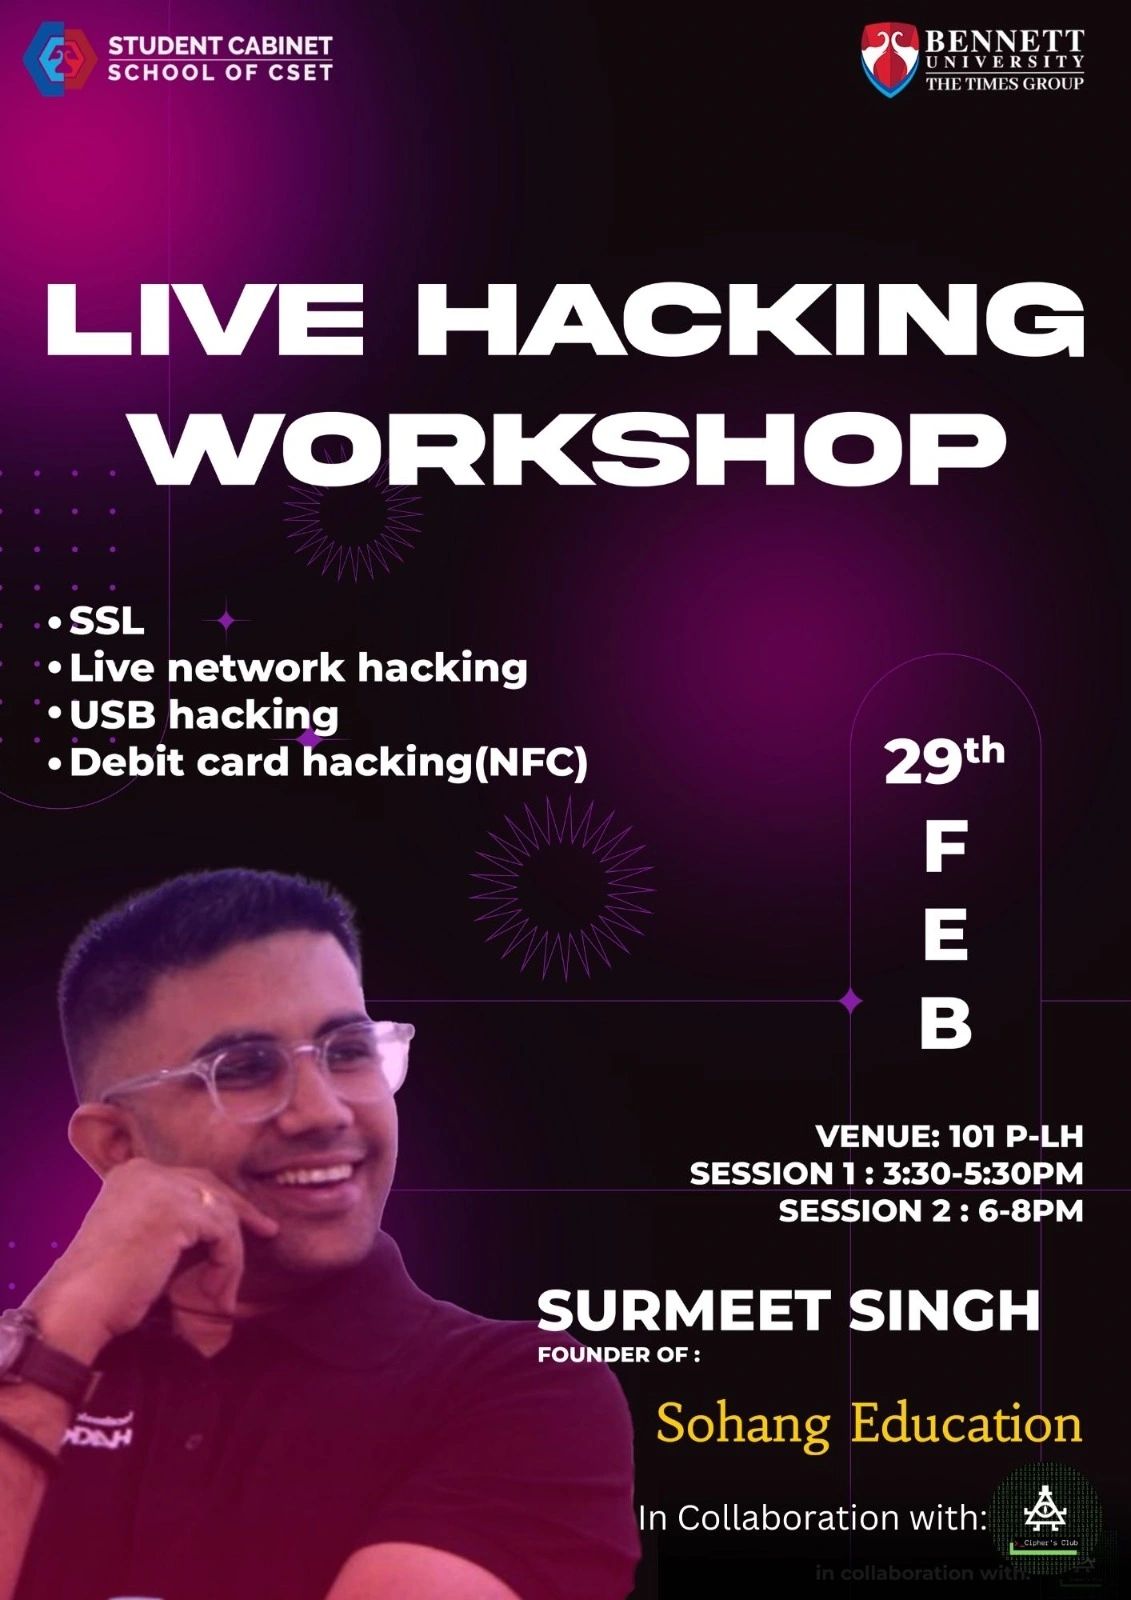 STUDENT CABINET
SCHOOL OF CSET
BENNETT
UNIVERSITY
THE TIMES GROUP
LIVE HACKING
WORKSHOP
• SSL
• Live network hacking
• USB hacking
• Debit card hacking(NFC)
29th
F
E
B
VENUE: 101 P-LH
SESSION 1 : 3:30-5:30PM
SESSION 2 : 6-8PM
SURMEET SINGH
FOUNDER OF :
Sohang Education
In Collaboration with:
>_Cipher's Club
in collaboration with: